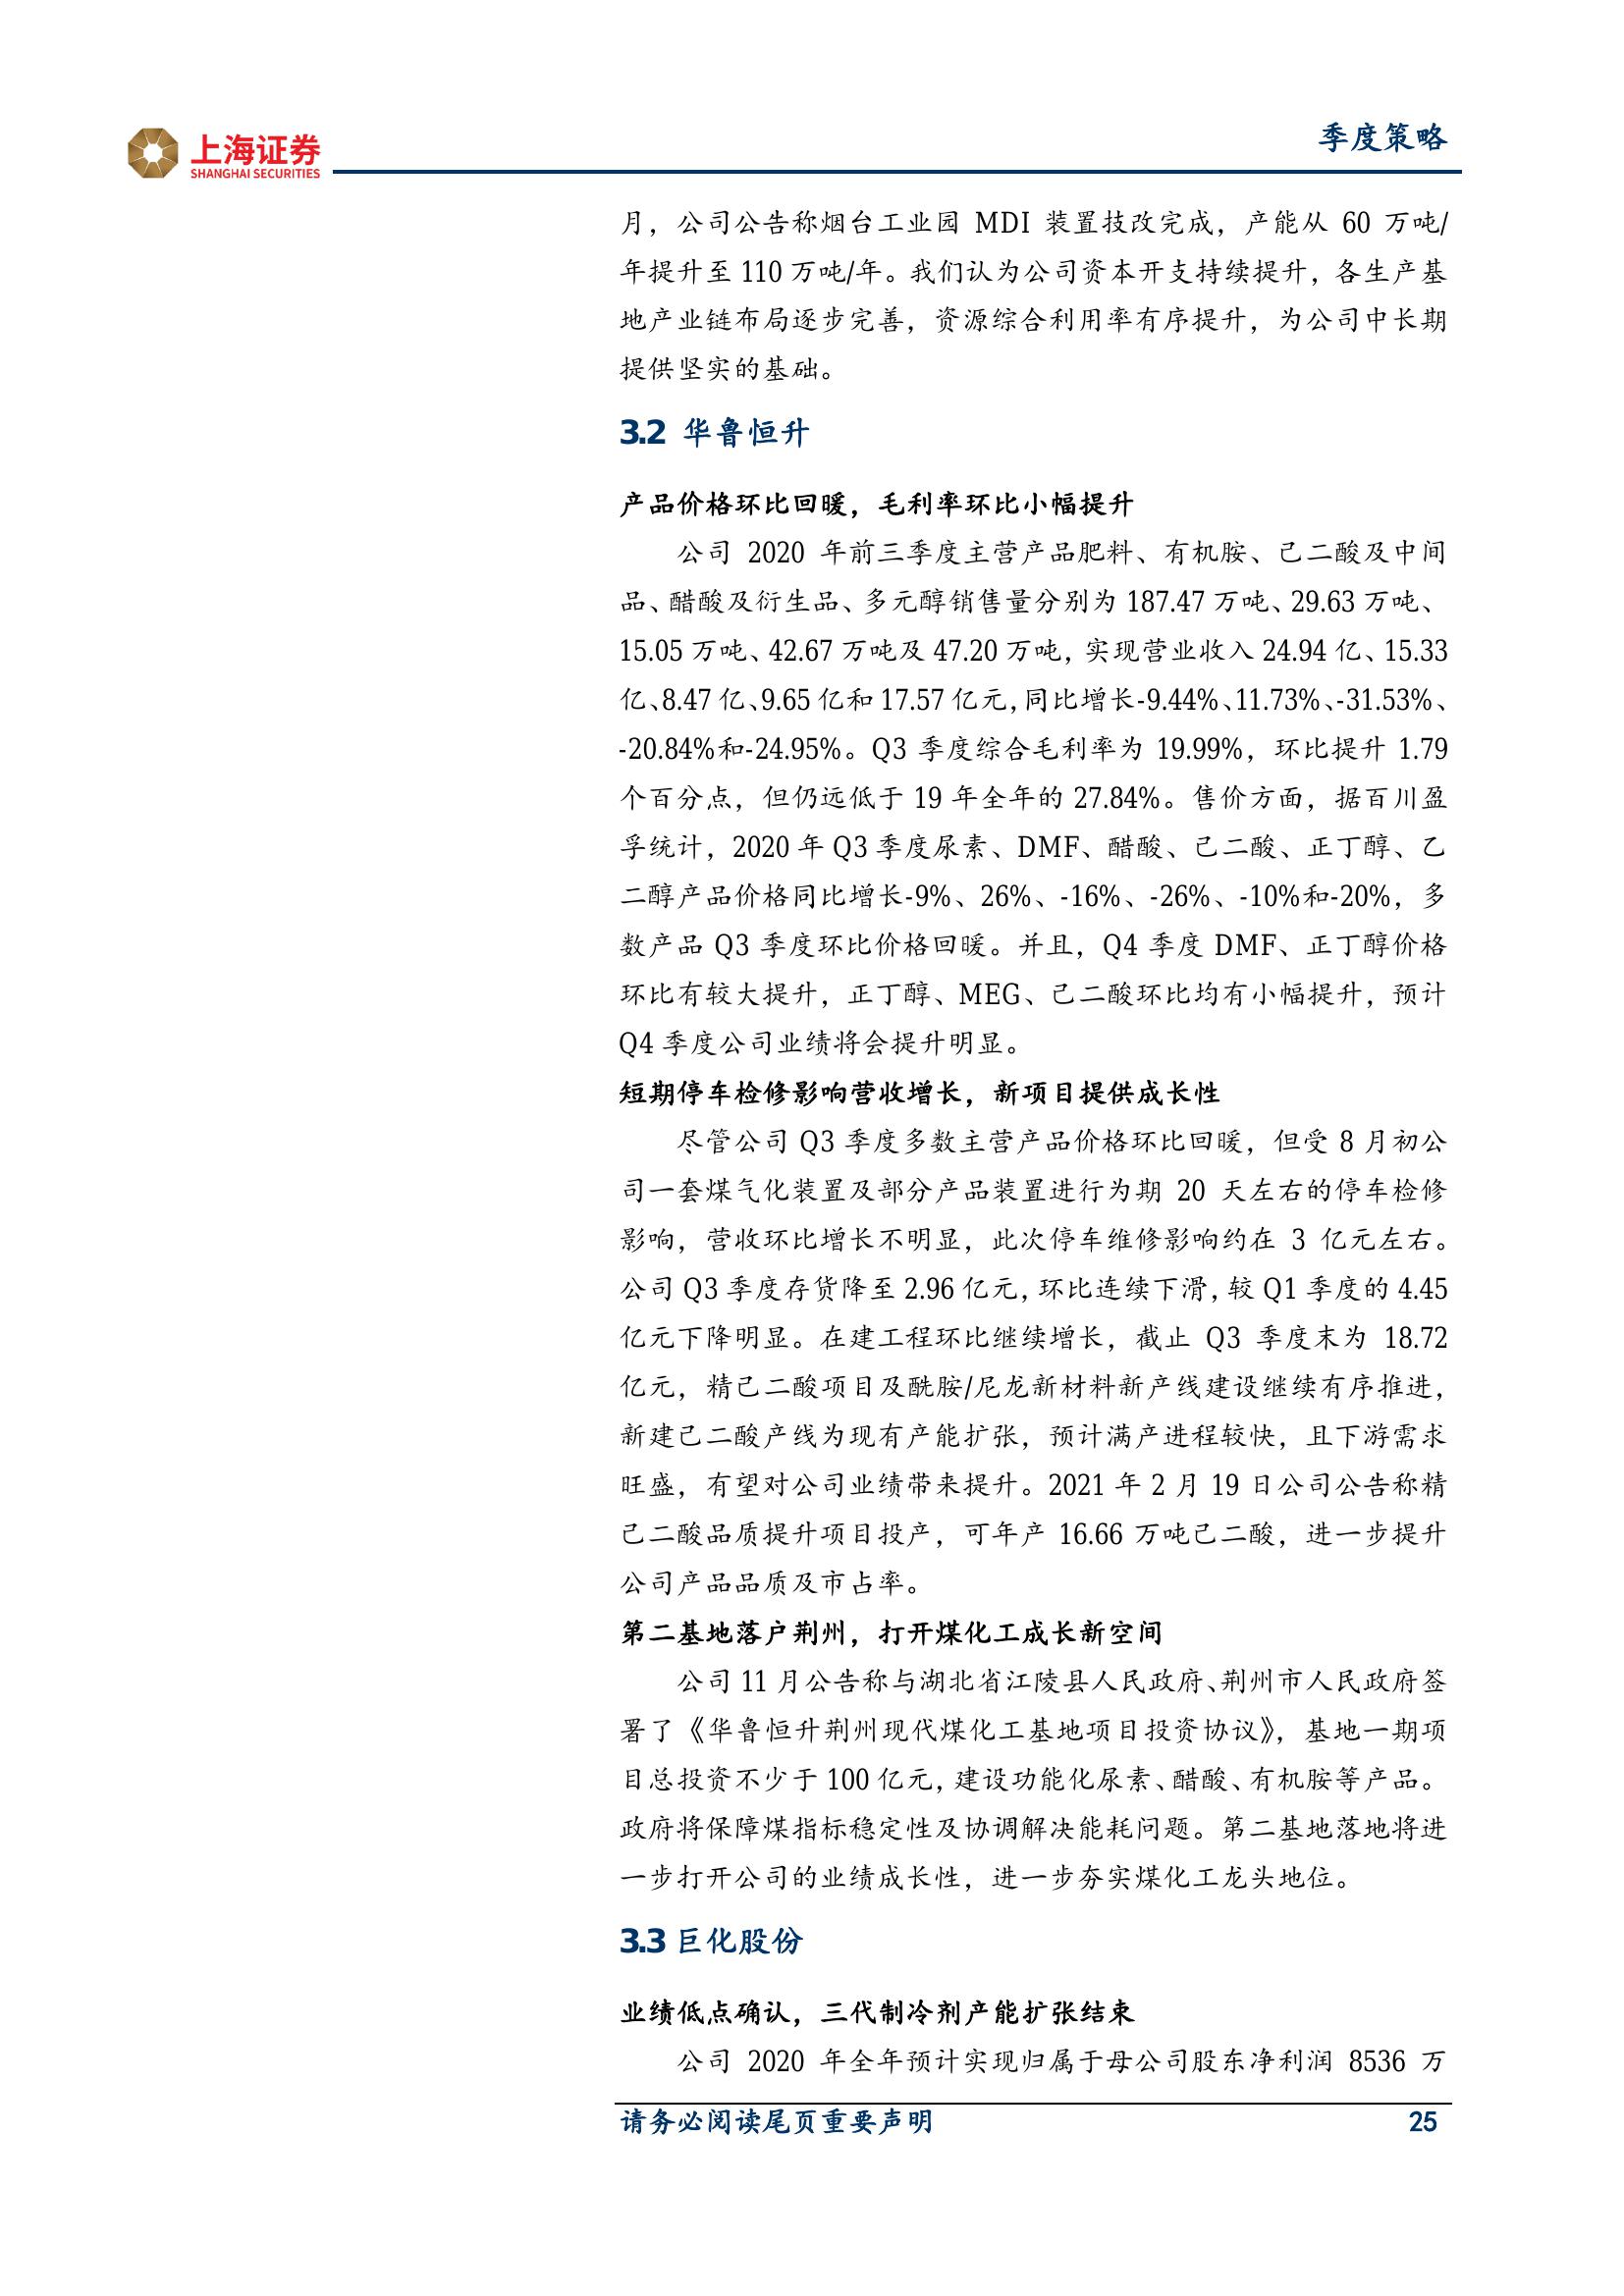 上海证券
SHANGHAI SECURITIES
季度策略
月，公司公告称烟台工业园 MDI 装置技改完成，产能从 60 万吨/
年提升至 110 万吨/年。我们认为公司资本开支持续提升，各生产基
地产业链布局逐步完善，资源综合利用率有序提升，为公司中长期
提供坚实的基础。
3.2 华鲁恒升
产品价格环比回暖，毛利率环比小幅提升
公司 2020 年前三季度主营产品肥料、有机胺、己二酸及中间
品、醋酸及衍生品、多元醇销售量分别为 187.47 万吨、29.63 万吨、
15.05 万吨、42.67 万吨及 47.20 万吨，实现营业收入 24.94 亿、15.33
亿、8.47 亿、9.65 亿和 17.57 亿元，同比增长-9.44%、11.73%、-31.53%、
-20.84%和-24.95%。Q3 季度综合毛利率为 19.99%，环比提升 1.79
个百分点，但仍远低于 19 年全年的 27.84%。售价方面，据百川盈
孚统计，2020 年 Q3 季度尿素、DMF、醋酸、己二酸、正丁醇、乙
二醇产品价格同比增长-9%、26%、-16%、-26%、-10%和-20%，多
数产品 Q3 季度环比价格回暖。并且，Q4 季度 DMF、正丁醇价格
环比有较大提升，正丁醇、MEG、己二酸环比均有小幅提升，预计
Q4 季度公司业绩将会提升明显。
短期停车检修影响营收增长，新项目提供成长性
尽管公司 Q3 季度多数主营产品价格环比回暖，但受 8 月初公
司一套煤气化装置及部分产品装置进行为期 20 天左右的停车检修
影响，营收环比增长不明显，此次停车维修影响约在 3 亿元左右。
公司 Q3 季度存货降至 2.96 亿元，环比连续下滑，较 Q1 季度的 4.45
亿元下降明显。在建工程环比继续增长，截止 Q3 季度末为 18.72
亿元，精己二酸项目及酰胺/尼龙新材料新产线建设继续有序推进，
新建己二酸产线为现有产能扩张，预计满产进程较快，且下游需求
旺盛，有望对公司业绩带来提升。2021 年 2 月 19 日公司公告称精
己二酸品质提升项目投产，可年产 16.66 万吨己二酸，进一步提升
公司产品品质及市占率。
第二基地落户荆州，打开煤化工成长新空间
公司 11 月公告称与湖北省江陵县人民政府、荆州市人民政府签
署了《华鲁恒升荆州现代煤化工基地项目投资协议》，基地一期项
目总投资不少于 100 亿元，建设功能化尿素、醋酸、有机胺等产品。
政府将保障煤指标稳定性及协调解决能耗问题。第二基地落地将进
一步打开公司的业绩成长性，进一步夯实煤化工龙头地位。
3.3 巨化股份
业绩低点确认，三代制冷剂产能扩张结束
公司 2020 年全年预计实现归属于母公司股东净利润 8536 万
请务必阅读尾页重要声明
25